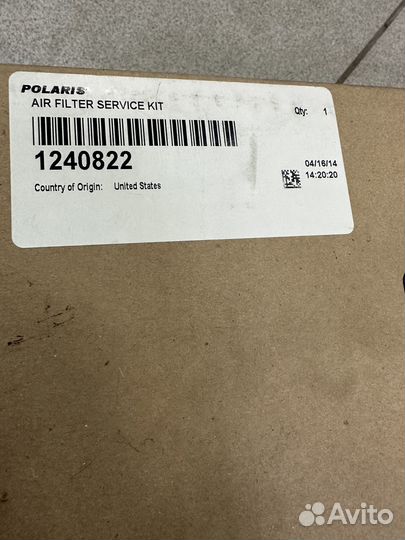 POLARIS
AIR FILTER SERVICE KIT
Qty: 1
1240822
04/16/14
14:20:20
Country of Origin: United States
Avito